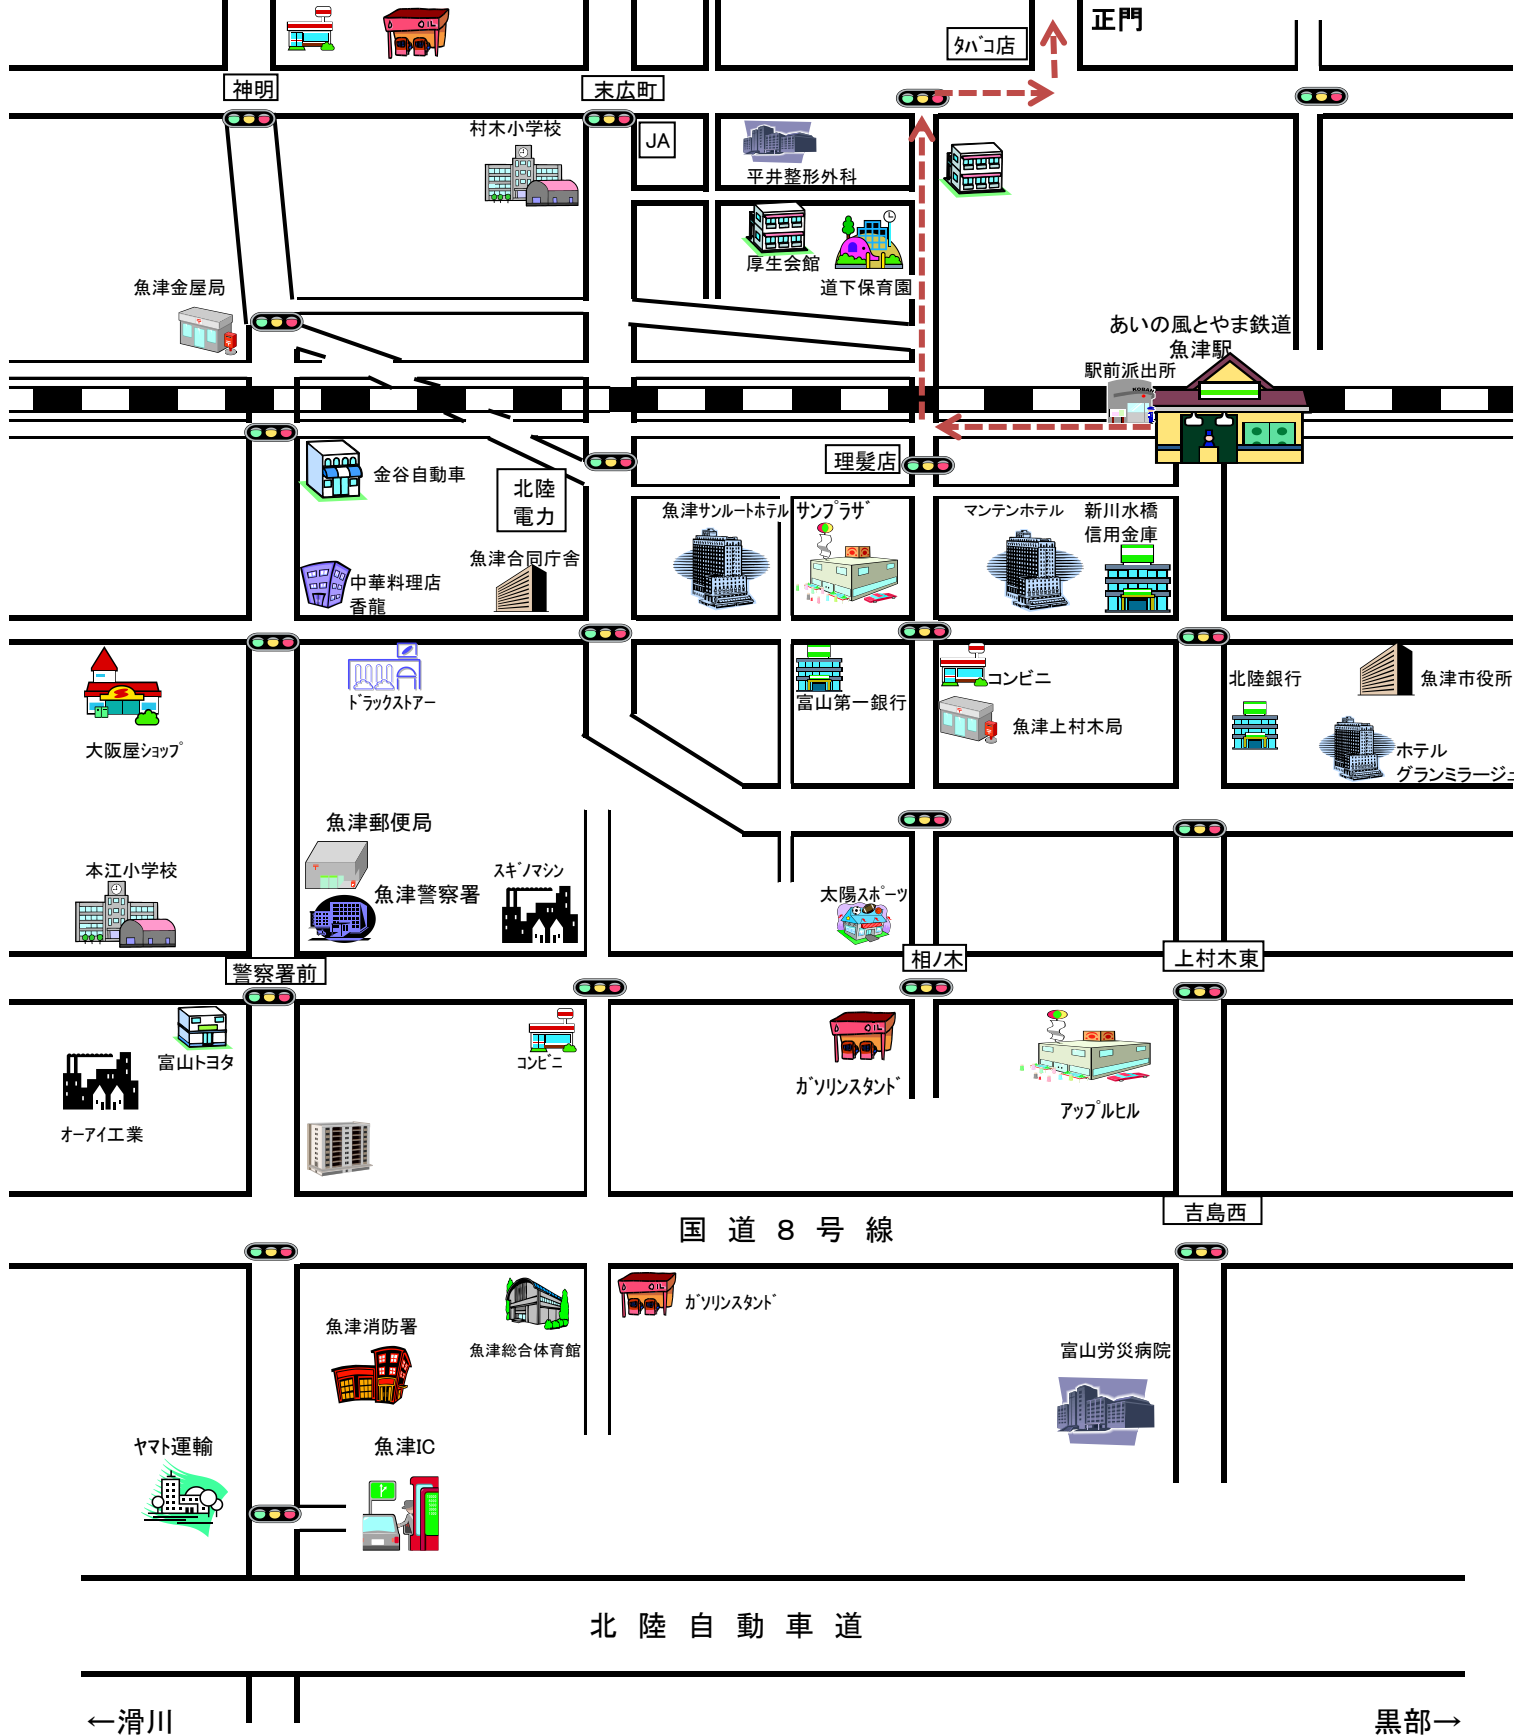 正門
ﾀﾊﾞｺ店
神明
末広町
村木小学校
JA
平井整形外科
厚生会館
道下保育園
魚津金屋局
あいの風とやま鉄道
魚津駅
駅前派出所
理髪店
金谷自動車
北陸
電力
魚津ｻﾝﾙｰﾄﾎﾃﾙ
ｻﾝﾌﾟﾗｻﾞ
マンテンホテル
新川水橋
信用金庫
魚津合同庁舎
中華料理店
香龍
大阪屋ｼｮｯﾌﾟ
ﾄﾞﾗｯｸｽﾄｱｰ
富山第一銀行
コンビニ
魚津上村木局
北陸銀行
魚津市役所
ホテル
グランミラージュ
魚津郵便局
魚津警察署
本江小学校
ｽｷﾞﾉﾏｼﾝ
太陽ｽﾎﾟｰﾂ
警察署前
相ﾉ木
上村木東
富山ﾄﾖﾀ
ｵｰｱｲ工業
ｺﾝﾋﾞﾆ
ｶﾞｿﾘﾝｽﾀﾝﾄﾞ
ｱｯﾌﾟﾙﾋﾙ
吉島西
国道８号線
魚津消防署
魚津総合体育館
ｶﾞｿﾘﾝｽﾀﾝﾄﾞ
富山労災病院
ﾔﾏﾄ運輸
魚津IC
北陸自動車道
←滑川
黒部→